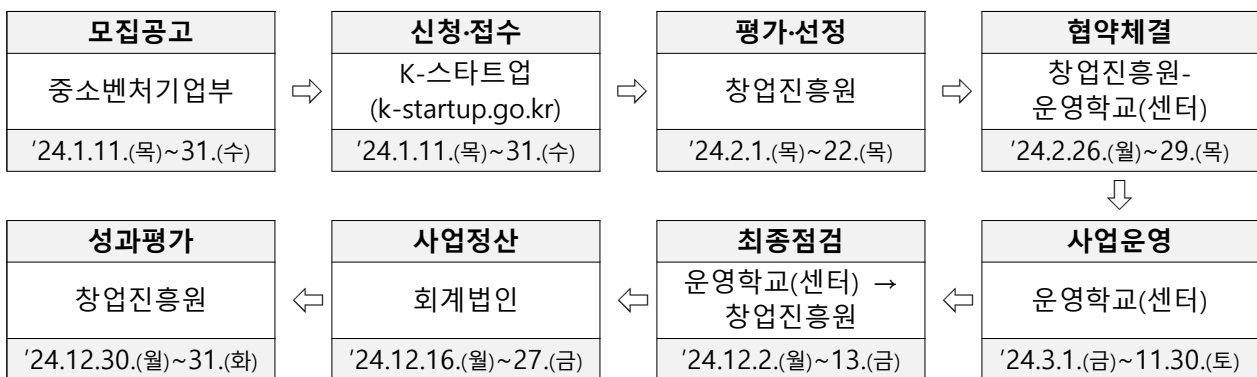 모집공고
중소벤처기업부
'24.1.11.(목)~31.(수)
⇨
신청·접수
K-스타트업
(k-startup.go.kr)
'24.1.11.(목)~31.(수)
⇨
평가·선정
창업진흥원
'24.2.1.(목)~22.(목)
⇨
협약체결
창업진흥원-
운영학교(센터)
'24.2.26.(월)~29.(목)
⇩
사업운영
운영학교(센터)
'24.3.1.(금)~11.30.(토)
⇦
최종점검
운영학교(센터) →
창업진흥원
'24.12.2.(월)~13.(금)
⇦
사업정산
회계법인
'24.12.16.(월)~27.(금)
⇦
성과평가
창업진흥원
'24.12.30.(월)~31.(화)